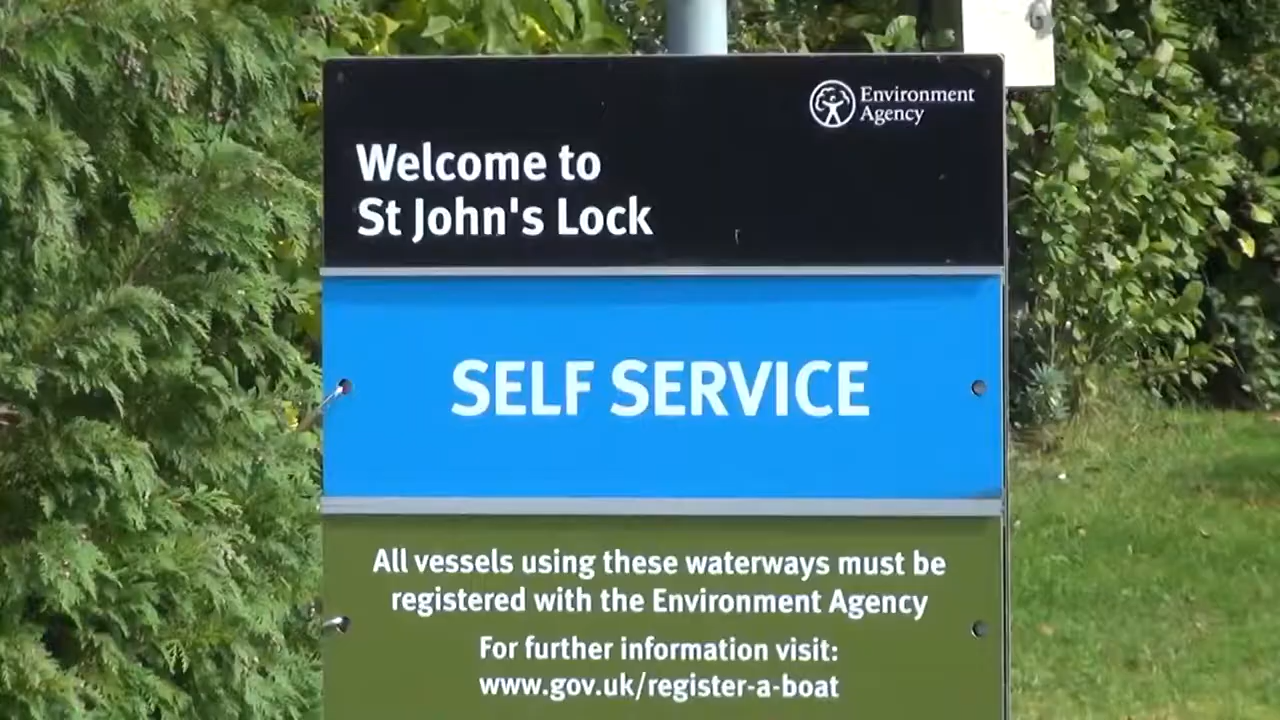 Environment
Agency
Welcome to
St John's Lock
SELF SERVICE
All vessels using these waterways must be
registered with the Environment Agency
For further information visit:
www.gov.uk/register-a-boat